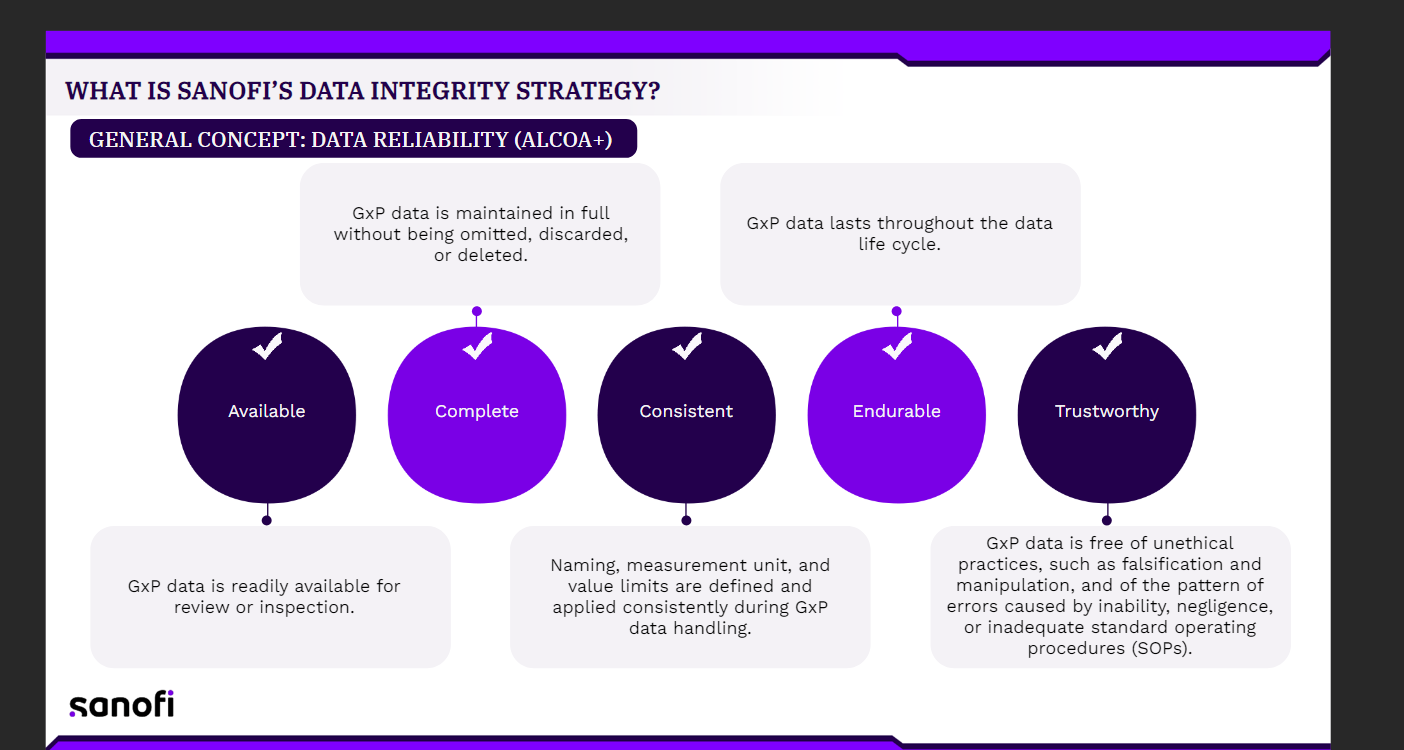 WHAT IS SANOFI'S DATA INTEGRITY STRATEGY?
GENERAL CONCEPT: DATA RELIABILITY (ALCOA+)
GxP data is maintained in full
without being omitted, discarded,
or deleted.
GxP data lasts throughout the data
life cycle.
Available
Complete
Consistent
Endurable
Trustworthy
GxP data is readily available for
review or inspection.
Naming, measurement unit, and
value limits are defined and
applied consistently during GxP
data handling.
GxP data is free of unethical
practices, such as falsification and
manipulation, and of the pattern of
errors caused by inability, negligence,
or inadequate standard operating
procedures (SOPs).
sanofi